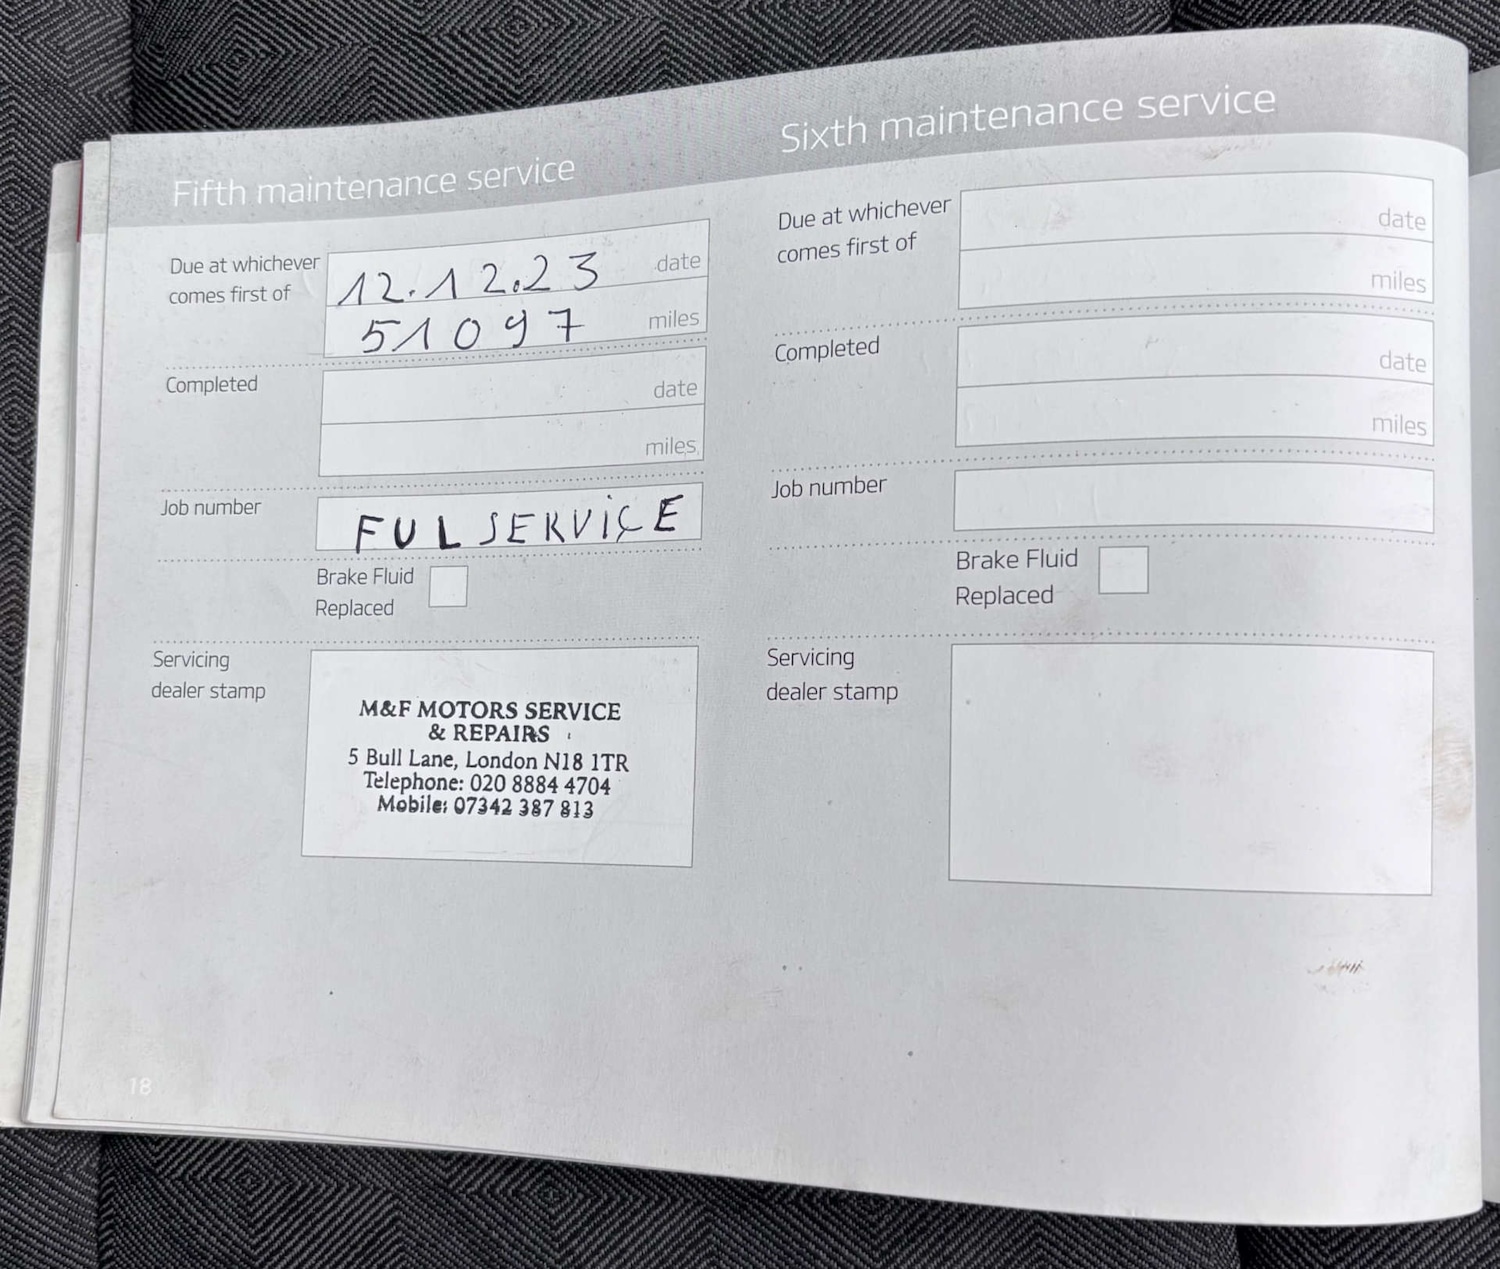 Fifth maintenance service
Due at whichever
comes first of
12.12.23 date
51097 miles
Completed
date
miles
Job number
FUL SERVICE
Brake Fluid
Replaced
Servicing
dealer stamp
M&F MOTORS SERVICE
& REPAIRS
5 Bull Lane, London N18 1TR
Telephone: 020 8884 4704
Mobile: 07342 387 813
18
Sixth maintenance service
Due at whichever
comes first of
date
miles
Completed
date
miles
Job number
Brake Fluid
Replaced
Servicing
dealer stamp